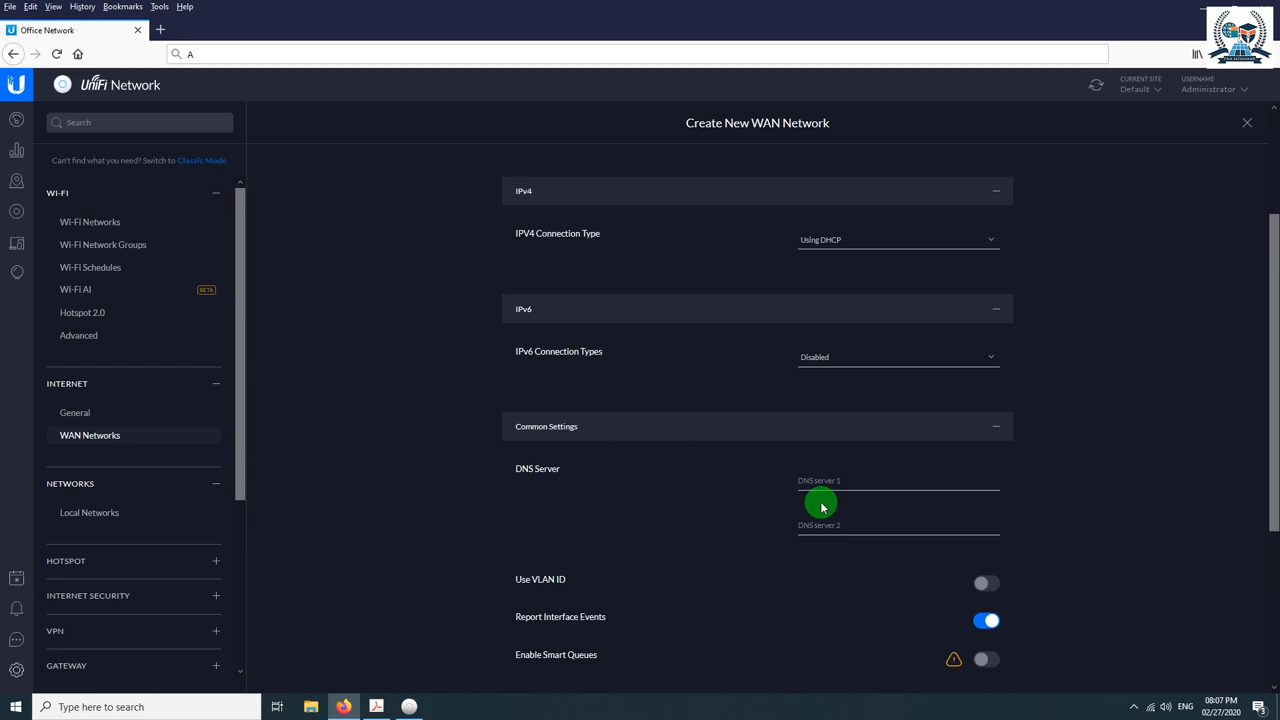 File Edit View History Bookmarks Tools Help
Office Network
A
UniFi Network
CURRENT SITE
Default
USERNAME
Administrator
Search
Create New WAN Network
Can't find what you need? Switch to Classic Mode
WI-FI
Wi-Fi Networks
Wi-Fi Network Groups
Wi-Fi Schedules
Wi-Fi AI
BETA
Hotspot 2.0
Advanced
INTERNET
General
WAN Networks
NETWORKS
Local Networks
HOTSPOT
INTERNET SECURITY
VPN
GATEWAY
IPv4
IPV4 Connection Type
Using DHCP
IPv6
IPv6 Connection Types
Disabled
Common Settings
DNS Server
DNS server 1
DNS server 2
Use VLAN ID
Report Interface Events
Enable Smart Queues
Type here to search
ENG
08:07 PM
02/27/2020
3